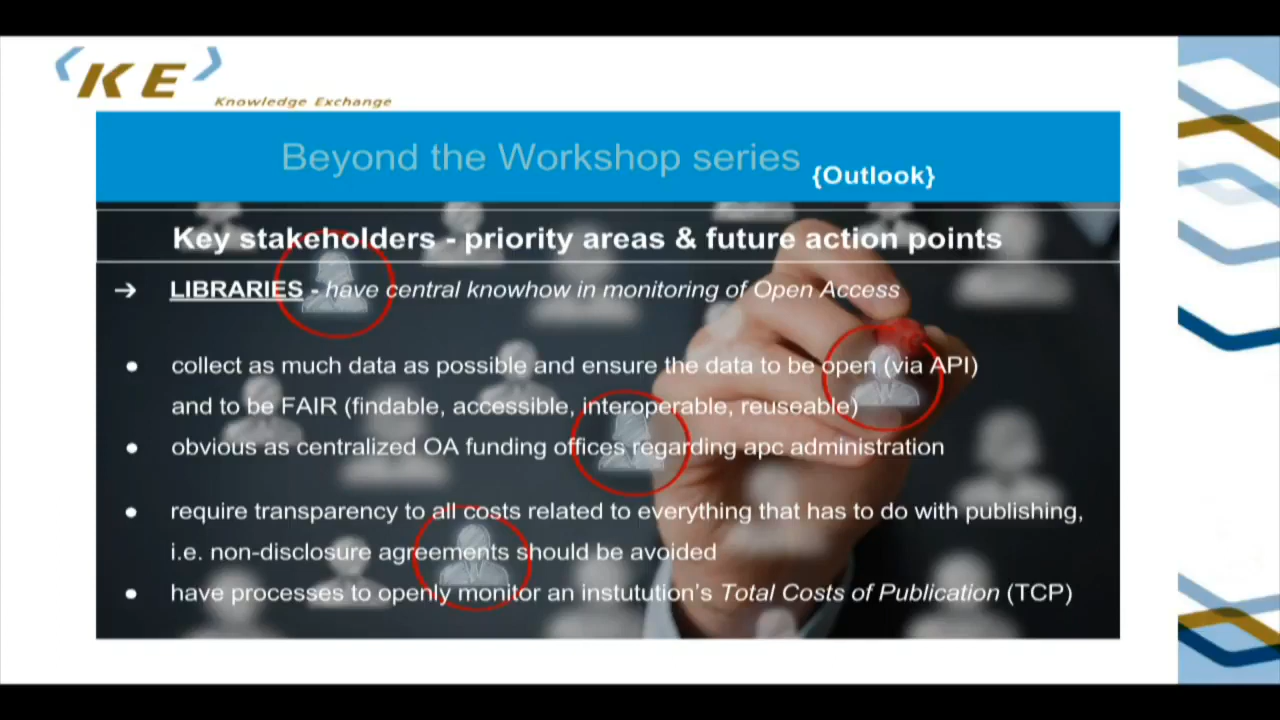 KE
Knowledge Exchange
Beyond the Workshop series {Outlook}
Key stakeholders - priority areas & future action points
➔ LIBRARIES - have central knowhow in monitoring of Open Access
● collect as much data as possible and ensure the data to be open (via API)
and to be FAIR (findable, accessible, interoperable, reuseable)
● obvious as centralized OA funding offices regarding apc administration
● require transparency to all costs related to everything that has to do with publishing,
i.e. non-disclosure agreements should be avoided
● have processes to openly monitor an instutution's Total Costs of Publication (TCP)